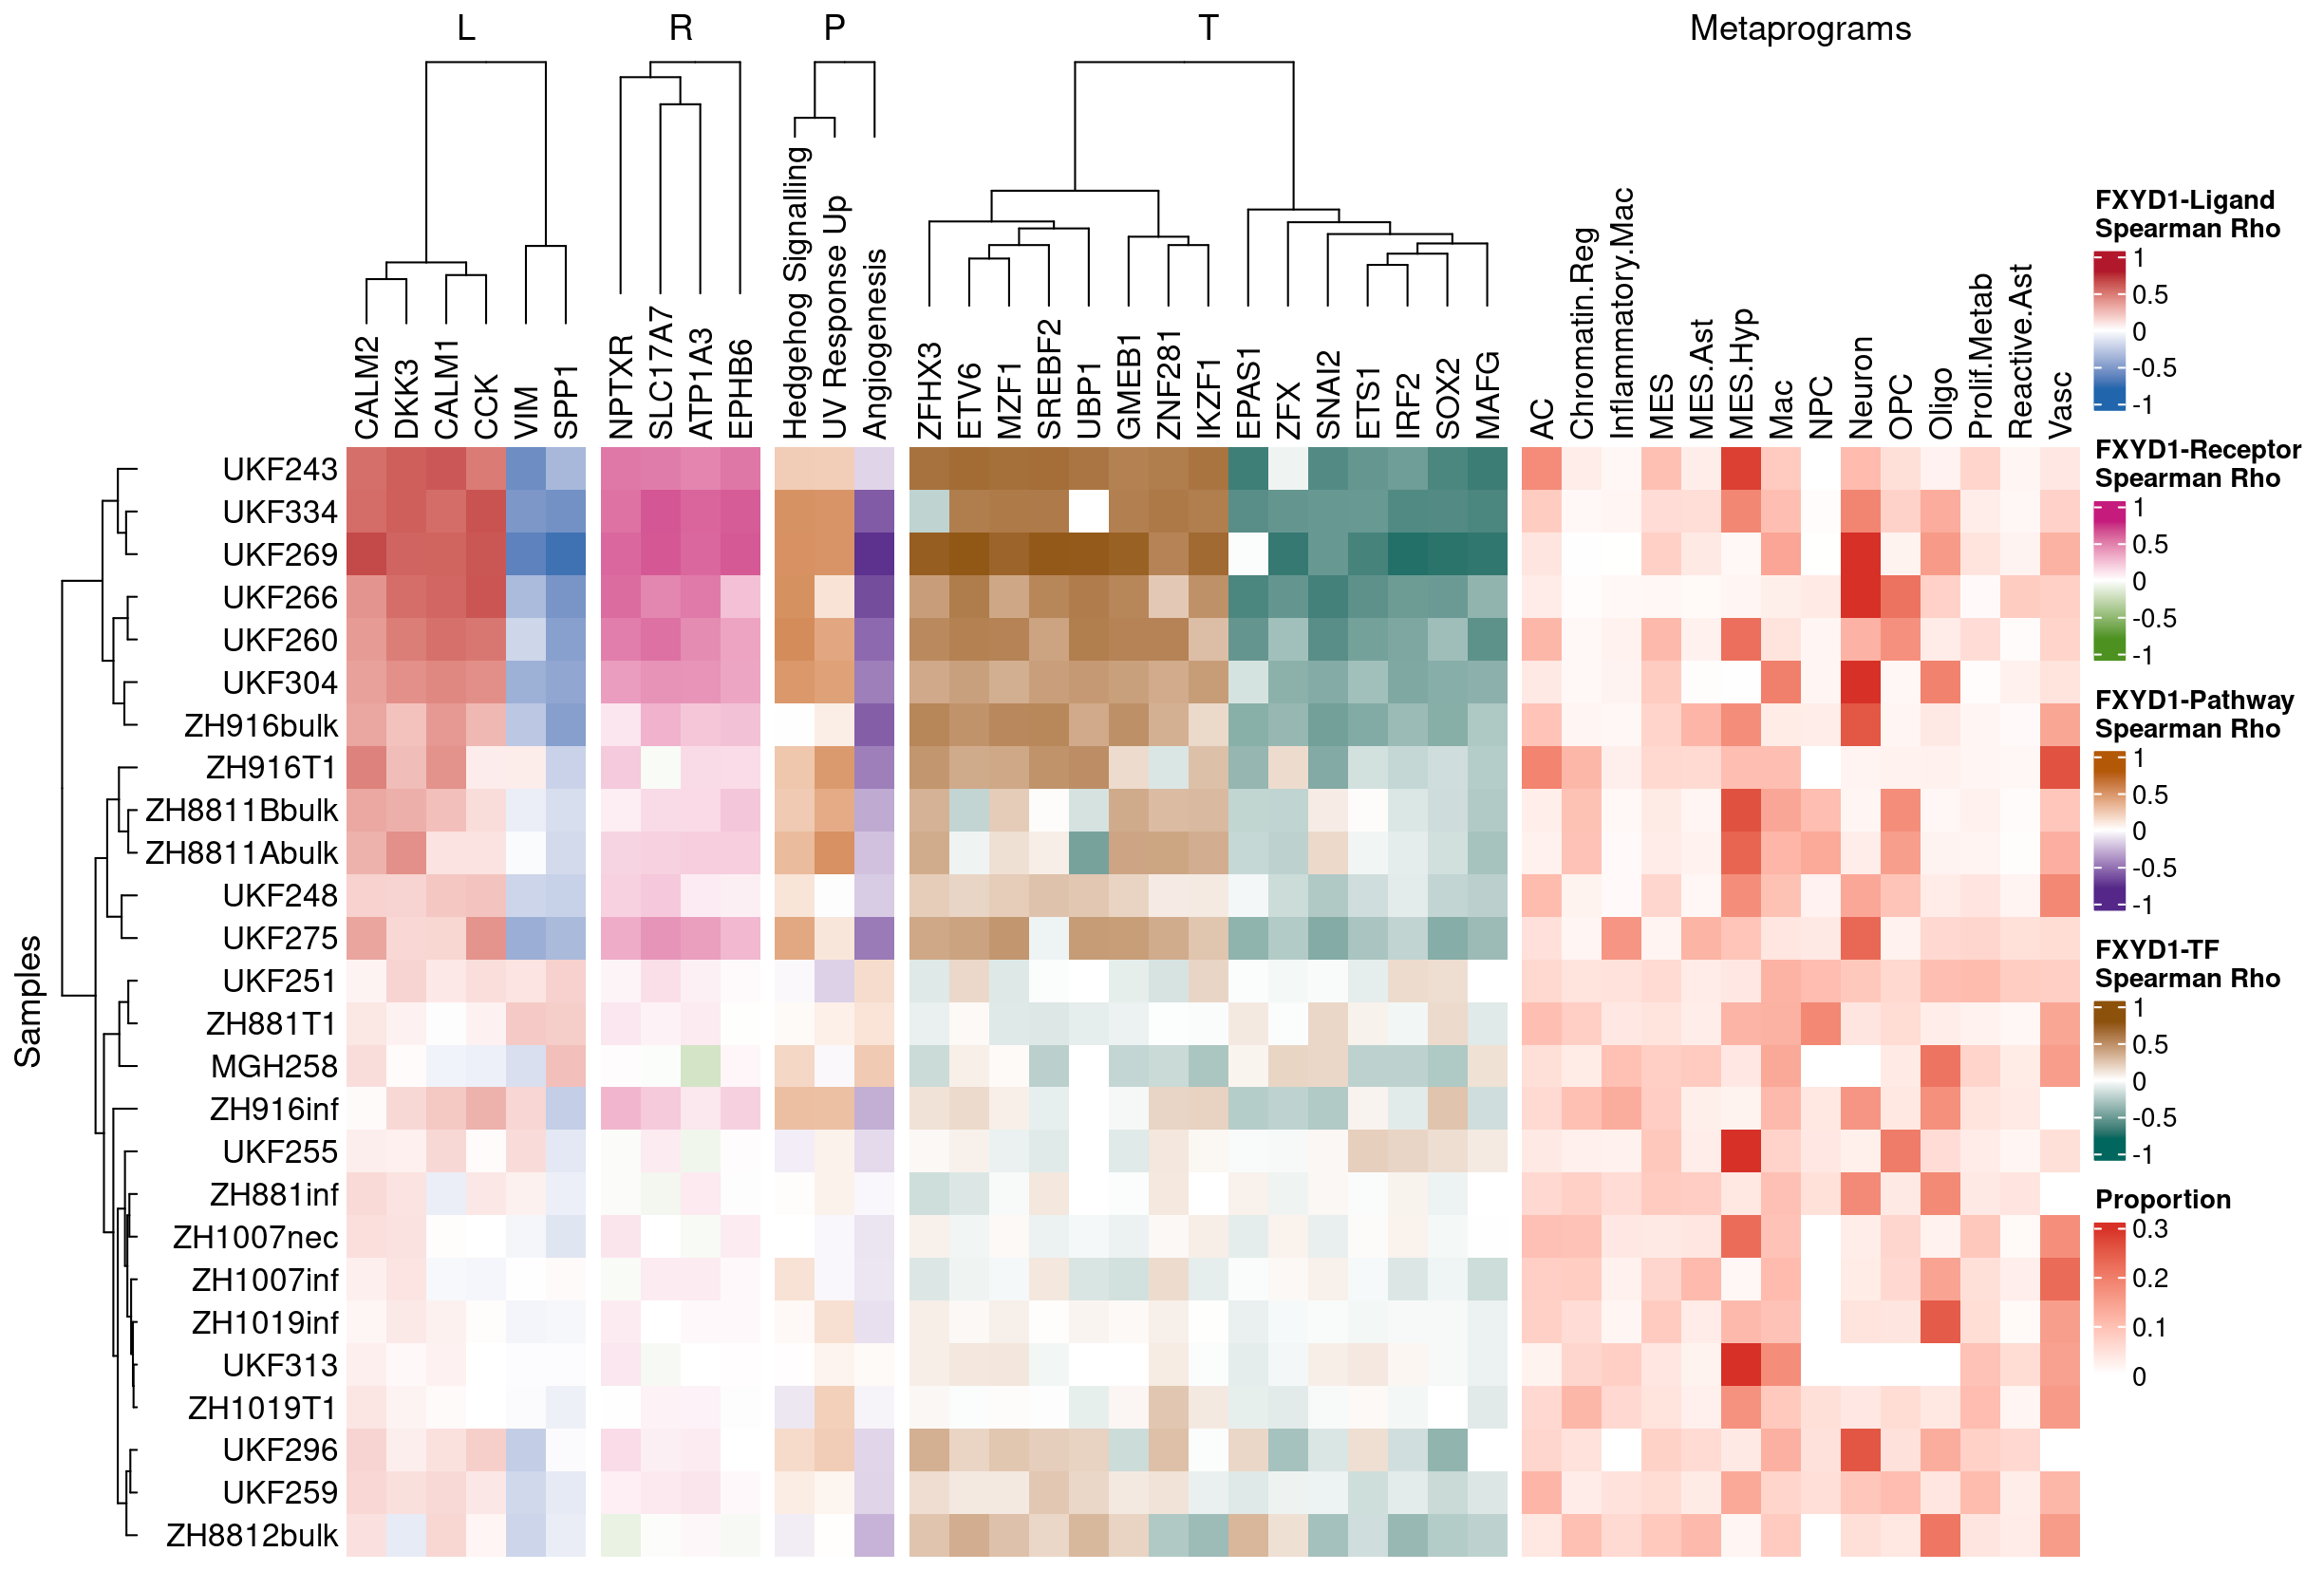 L
R
P
T
Metaprograms
CALM2
DKK3
CALM1
CCK
VIM
SPP1
NPTXR
SLC17A7
ATP1A3
EPHB6
Hedgehog Signalling
UV Response Up
Angiogenesis
ZFHX3
ETV6
MZF1
SREBF2
UBP1
GMEB1
ZNF281
IKZF1
EPAS1
ZFX
SNAI2
ETS1
IRF2
SOX2
MAFG
AC
Chromatin.Reg
Inflammatory.Mac
MES
MES.Ast
MES.Hyp
Mac
NPC
Neuron
OPC
Oligo
Prolif.Metab
Reactive.Ast
Vasc
Samples
UKF243
UKF334
UKF269
UKF266
UKF260
UKF304
ZH916bulk
ZH916T1
ZH8811Bbulk
ZH8811Abulk
UKF248
UKF275
UKF251
ZH881T1
MGH258
ZH916inf
UKF255
ZH881inf
ZH1007nec
ZH1007inf
ZH1019inf
UKF313
ZH1019T1
UKF296
UKF259
ZH8812bulk
FXYD1-Ligand
Spearman Rho
1
0.5
0
-0.5
-1
FXYD1-Receptor
Spearman Rho
1
0.5
0
-0.5
-1
FXYD1-Pathway
Spearman Rho
1
0.5
0
-0.5
-1
FXYD1-TF
Spearman Rho
1
0.5
0
-0.5
-1
Proportion
0.3
0.2
0.1
0